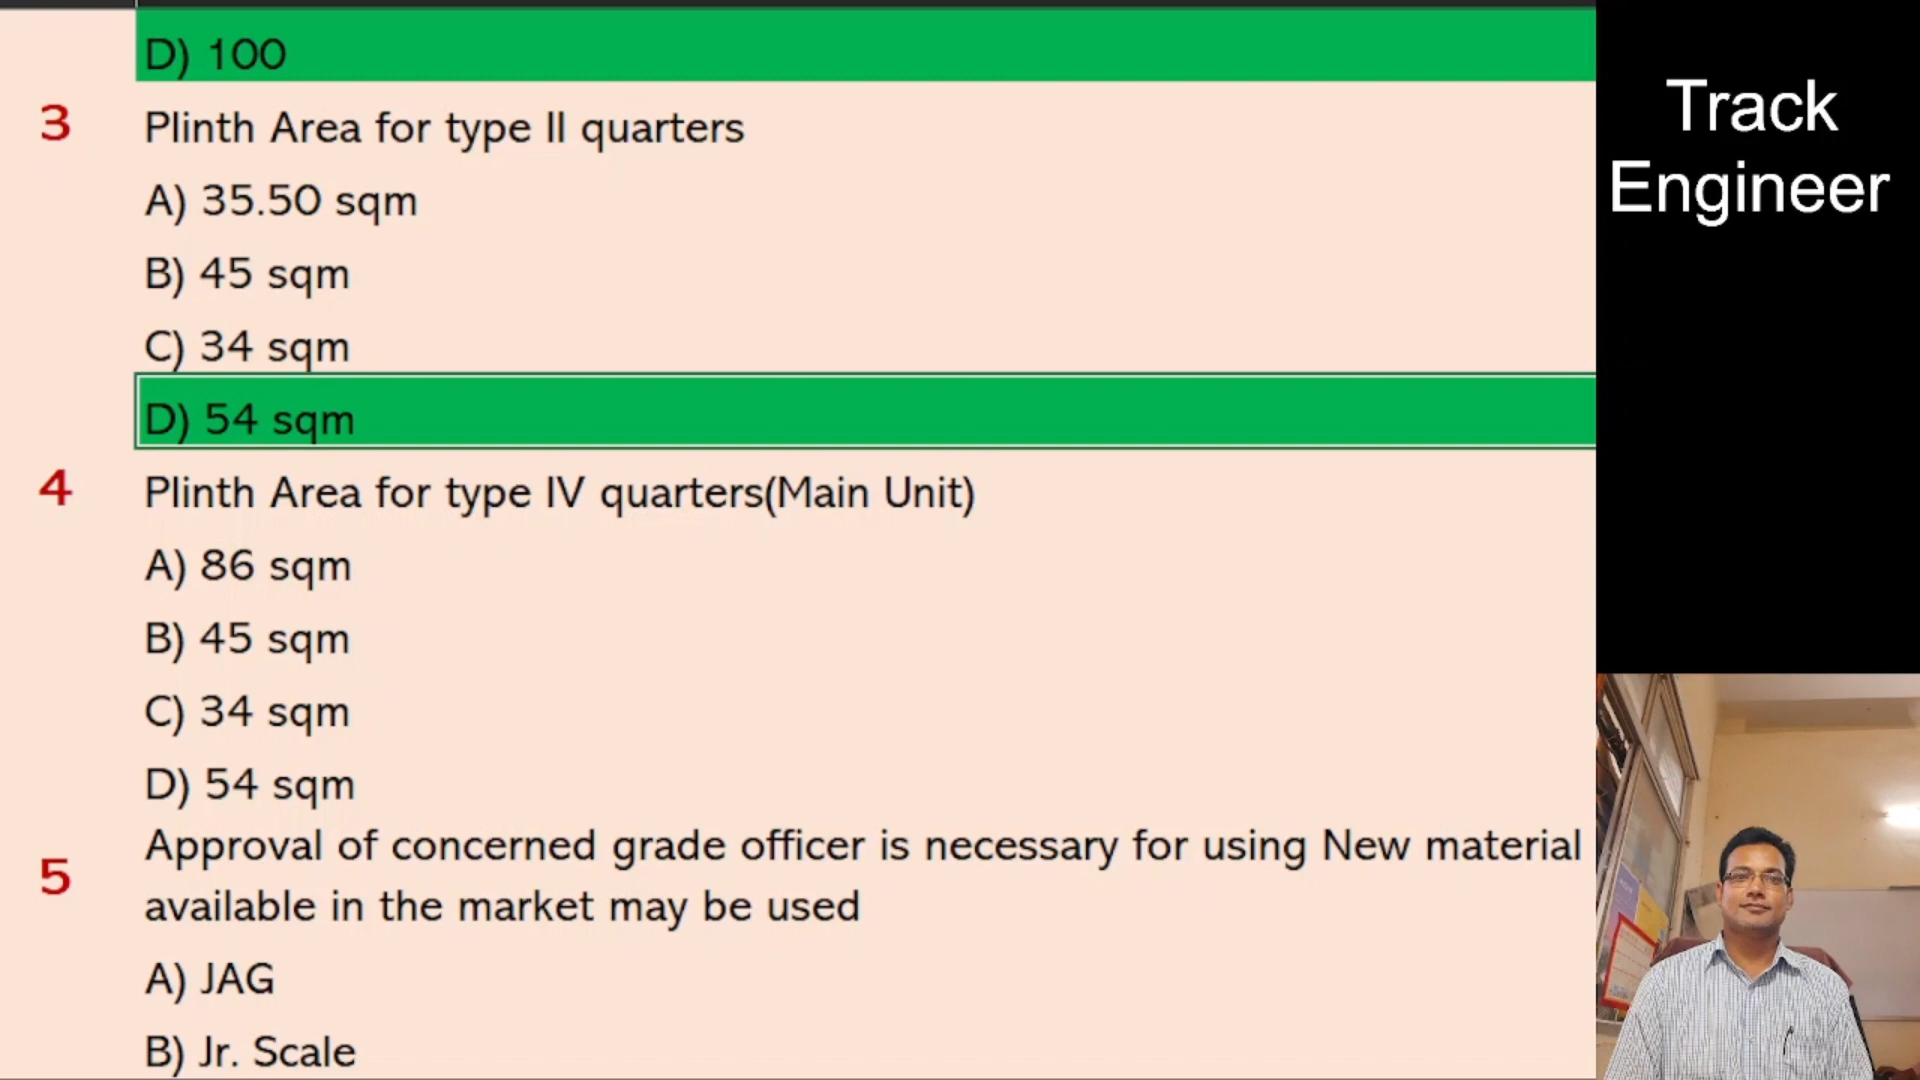 D) 100
3 Plinth Area for type II quarters
A) 35.50 sqm
B) 45 sqm
C) 34 sqm
D) 54 sqm
4 Plinth Area for type IV quarters(Main Unit)
A) 86 sqm
B) 45 sqm
C) 34 sqm
D) 54 sqm
5 Approval of concerned grade officer is necessary for using New material
available in the market may be used
A) JAG
B) Jr. Scale
Track
Engineer